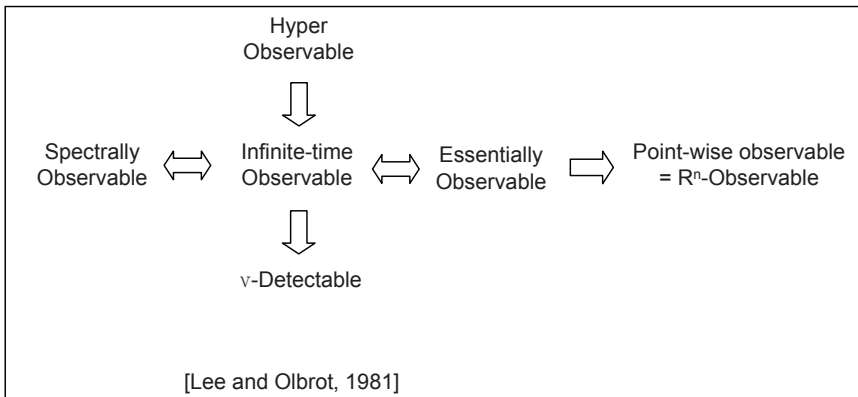 Hyper
Observable
Spectrally
Observable
Infinite-time
Observable
Essentially
Observable
Point-wise observable
= Rⁿ-Observable
ν-Detectable
[Lee and Olbrot, 1981]